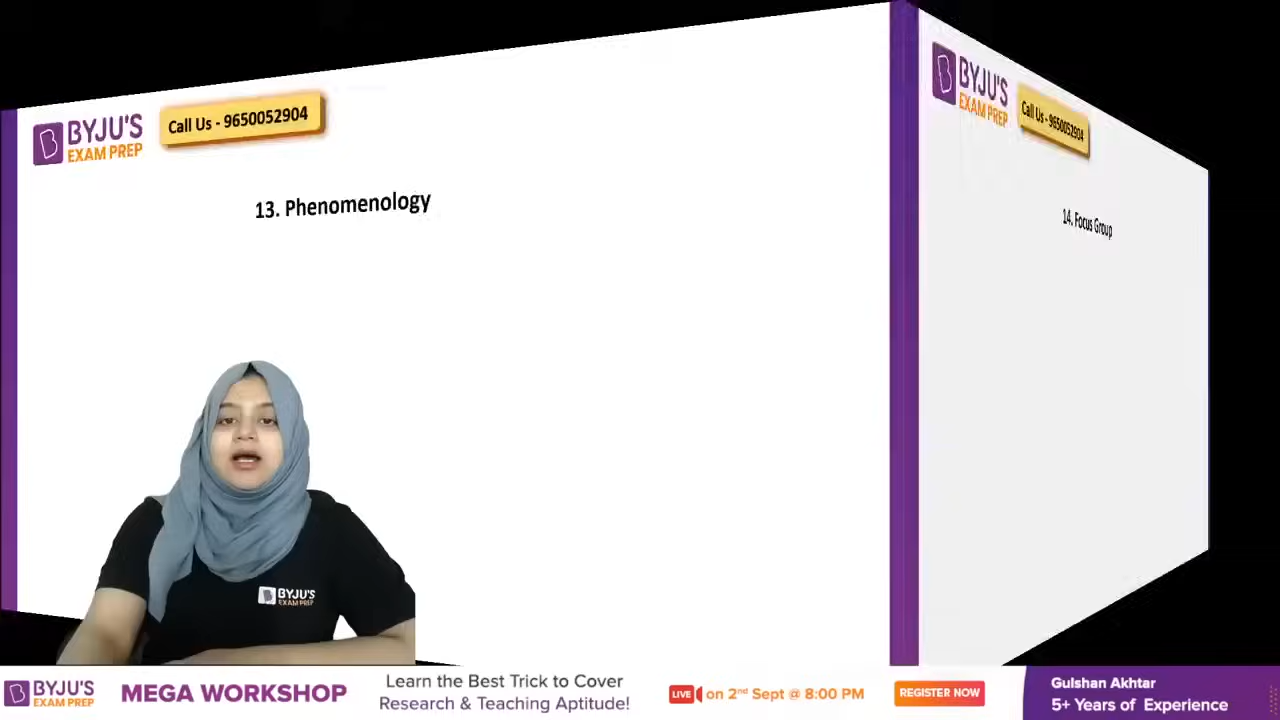 BYJU'S
EXAM PREP
Call Us - 9650052904
13. Phenomenology
BYJU'S
EXAM PREP
Call Us - 9650052904
14. Focus Group
BYJU'S
EXAM PREP
BYJU'S
EXAM PREP
MEGA WORKSHOP
Learn the Best Trick to Cover
Research & Teaching Aptitude!
LIVE on 2nd Sept @ 8:00 PM
REGISTER NOW
Gulshan Akhtar
5+ Years of Experience